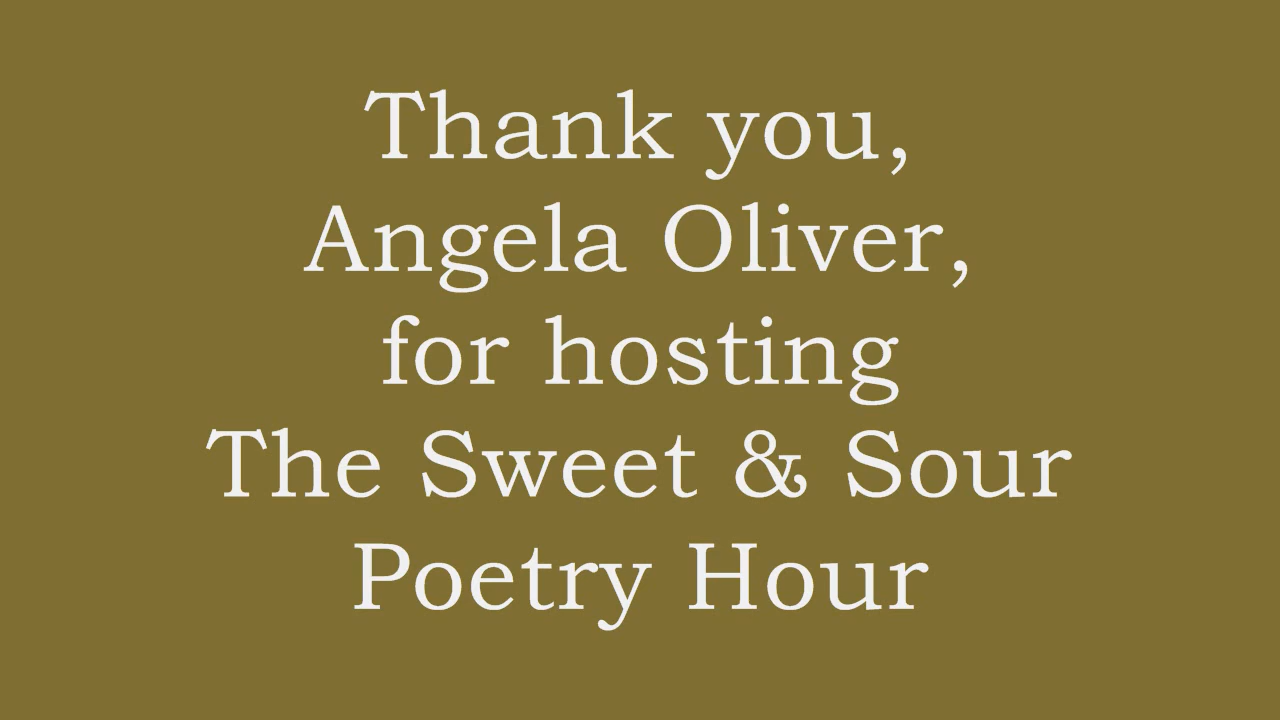 Thank you,
Angela Oliver,
for hosting
The Sweet & Sour
Poetry Hour